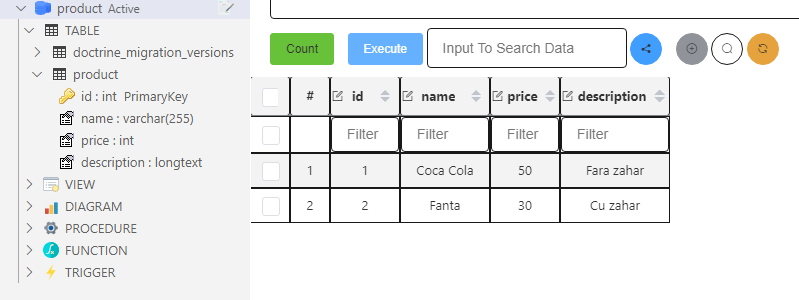 product Active
TABLE
doctrine_migration_versions
product
id : int PrimaryKey
name : varchar(255)
price : int
description : longtext
VIEW
DIAGRAM
PROCEDURE
FUNCTION
TRIGGER
Count Execute Input To Search Data
# id name price description
Filter Filter Filter Filter
1 1 Coca Cola 50 Fara zahar
2 2 Fanta 30 Cu zahar